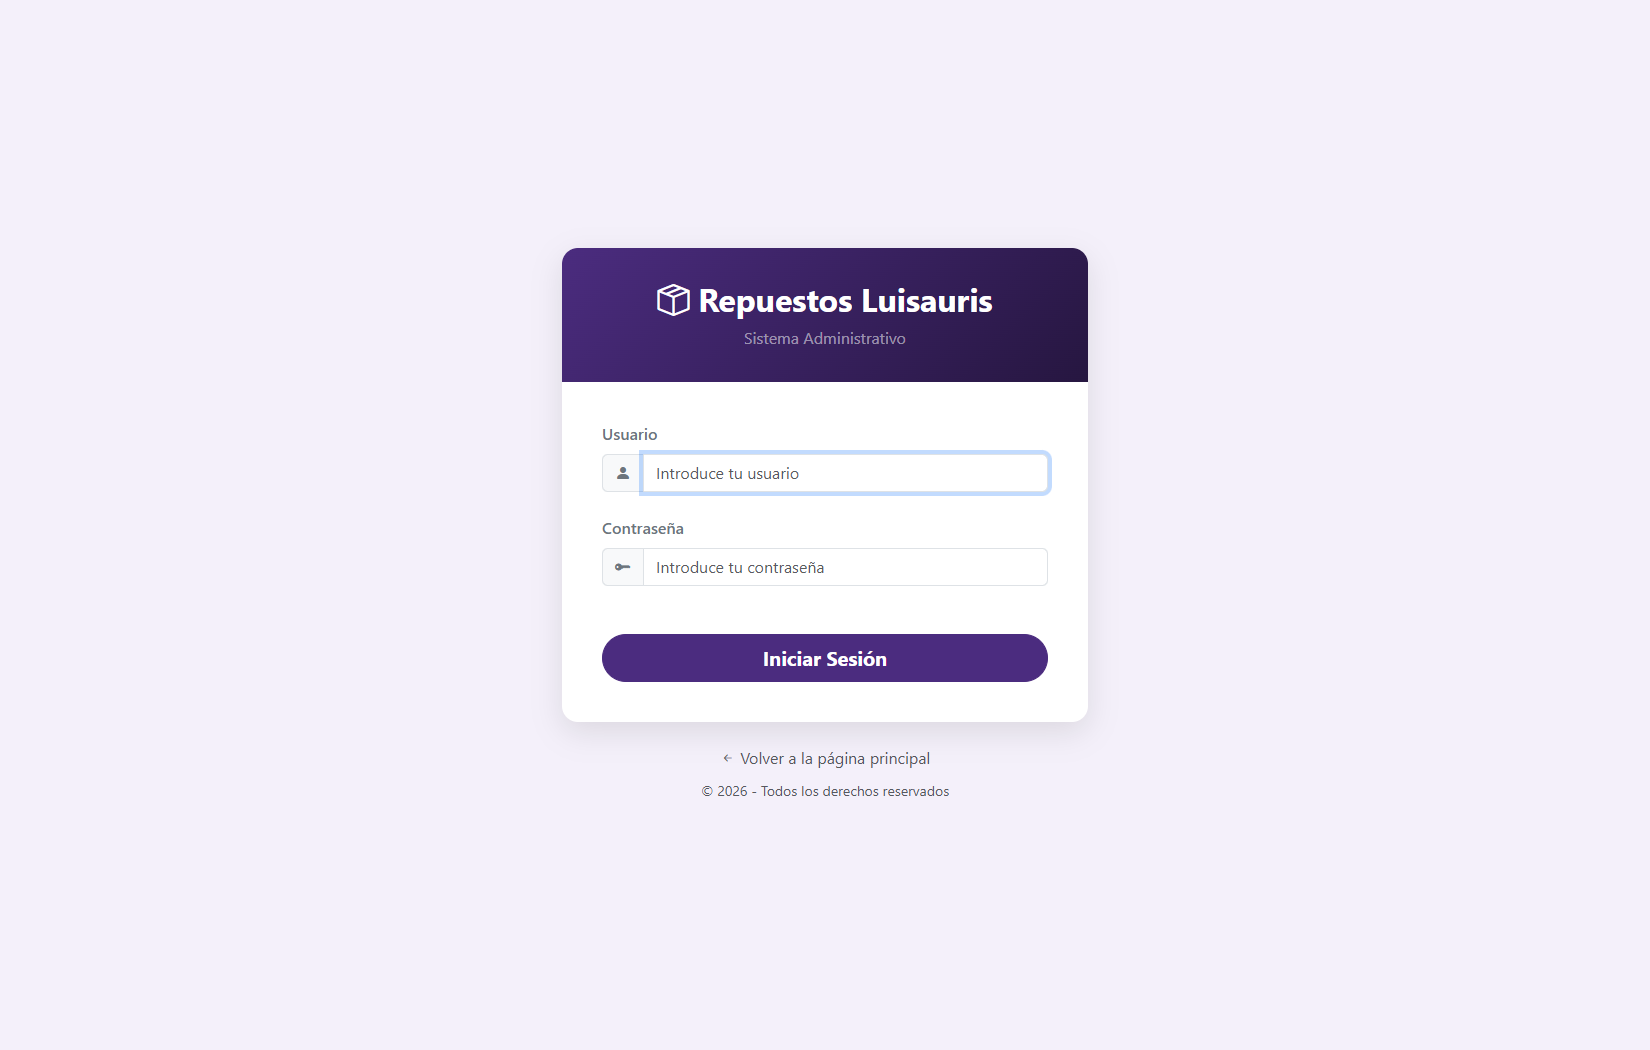 Repuestos Luisauris
Sistema Administrativo
Usuario
Introduce tu usuario
Contraseña
Introduce tu contraseña
Iniciar Sesión
← Volver a la página principal
© 2026 - Todos los derechos reservados